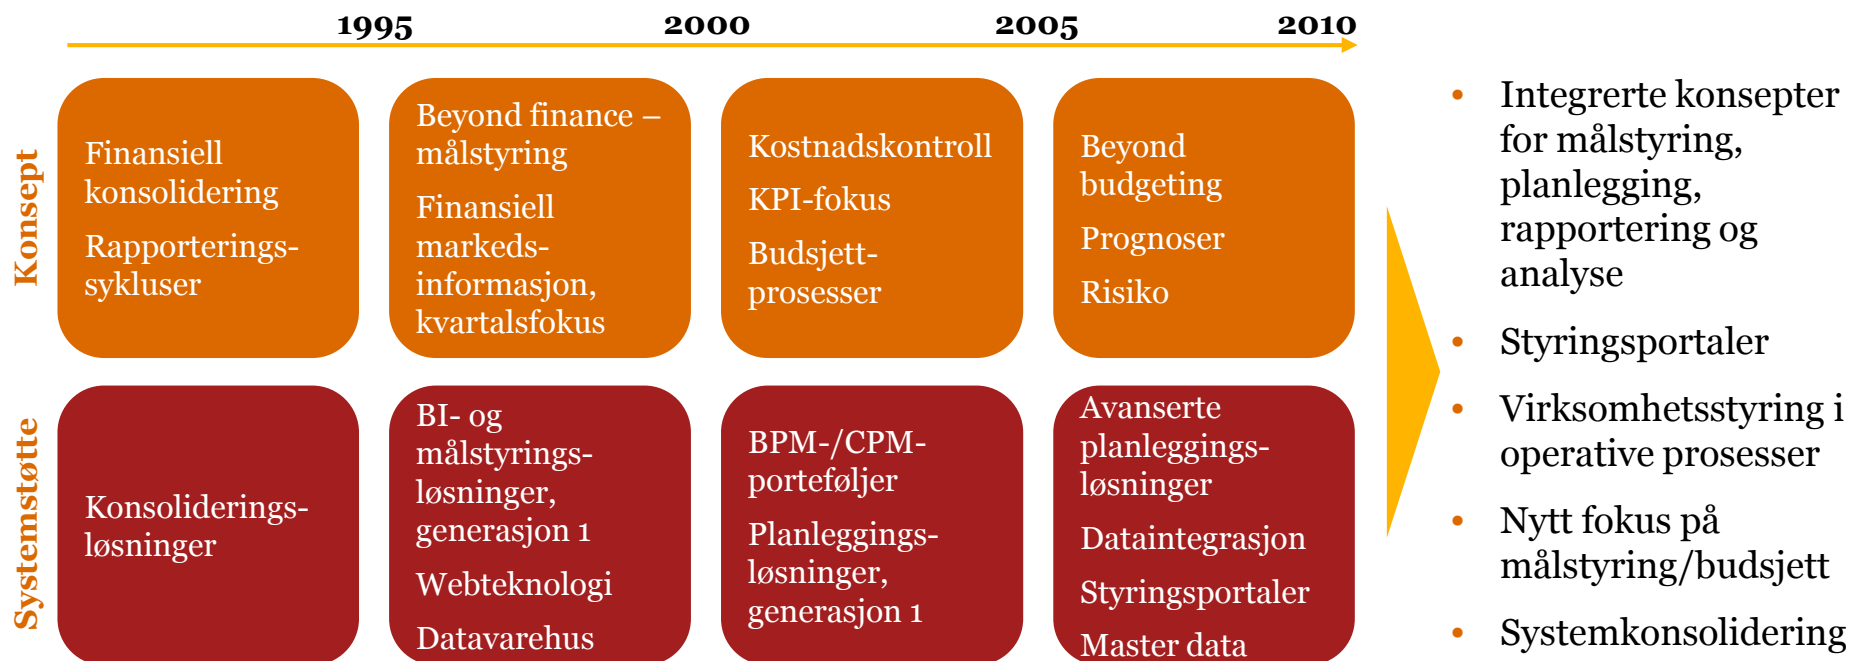 1995
2000
2005
2010
Konsept
Finansiell
konsolidering
Rapporterings-
sykluser
Beyond finance –
målstyring
Finansiell
markeds-
informasjon,
kvartalsfokus
Kostnadskontroll
KPI-fokus
Budsjett-
prosesser
Beyond
budgeting
Prognoser
Risiko
Systemstøtte
Konsoliderings-
løsninger
BI- og
målstyrings-
løsninger,
generasjon 1
Webteknologi
Datavarehus
BPM-/CPM-
porteføljer
Planleggings-
løsninger,
generasjon 1
Avanserte
planleggings-
løsninger
Dataintegrasjon
Styringsportaler
Master data
• Integrerte konsepter
for målstyring,
planlegging,
rapportering og
analyse
• Styringsportaler
• Virksomhetsstyring i
operative prosesser
• Nytt fokus på
målstyring/budsjett
• Systemkonsolidering